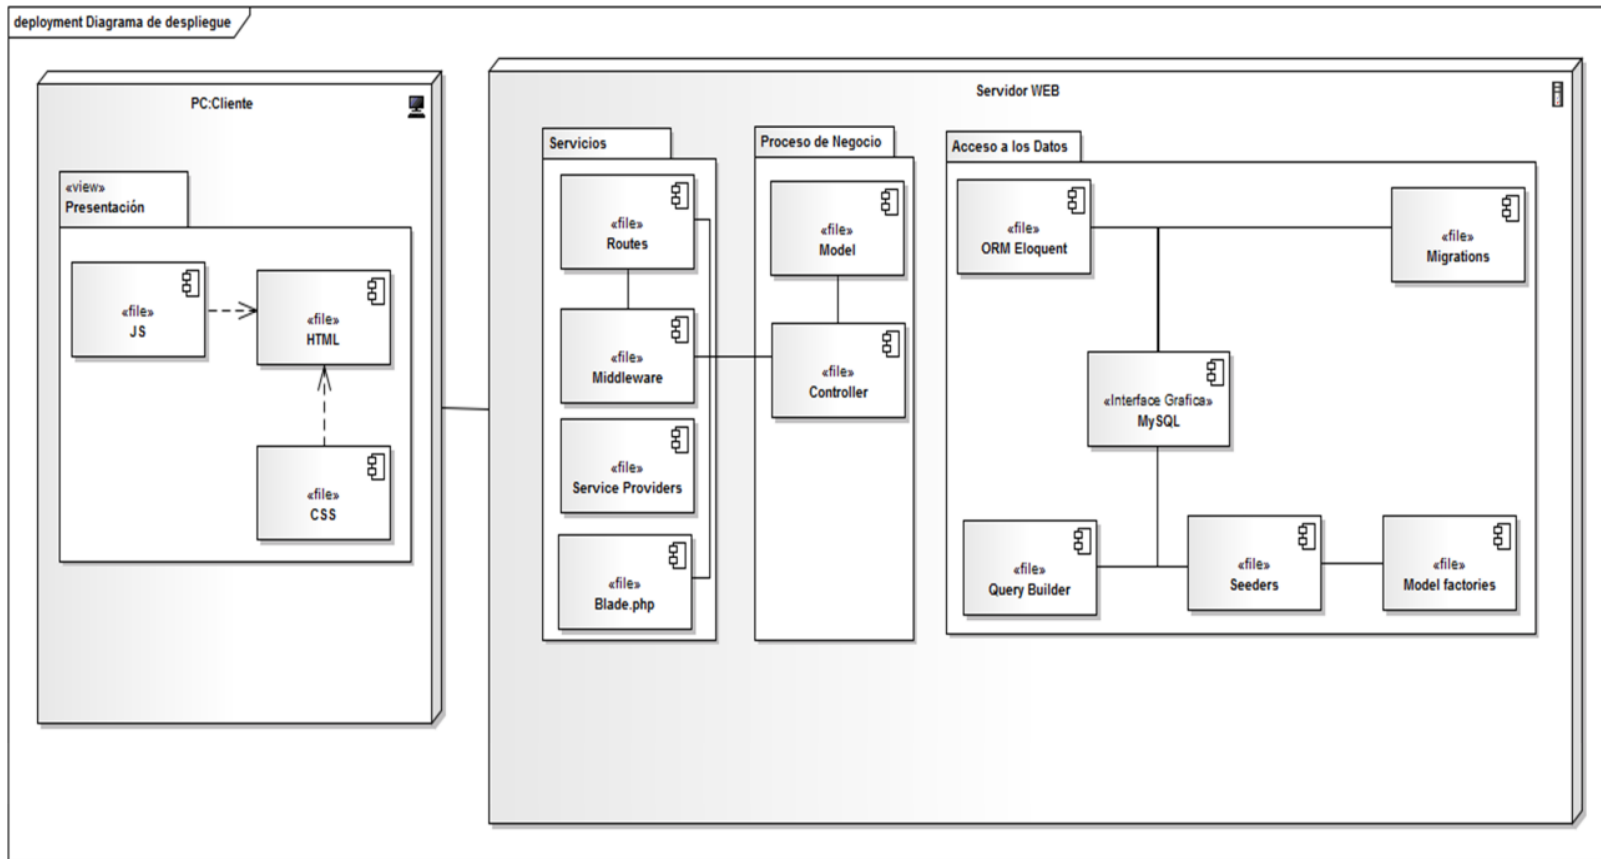 deployment Diagrama de despliegue
PC:Cliente
«view»
Presentación
«file»
JS
«file»
HTML
«file»
CSS
Servidor WEB
Servicios
«file»
Routes
«file»
Middleware
«file»
Service Providers
«file»
Blade.php
Proceso de Negocio
«file»
Model
«file»
Controller
Acceso a los Datos
«file»
ORM Eloquent
«file»
Migrations
«Interface Grafica»
MySQL
«file»
Query Builder
«file»
Seeders
«file»
Model factories